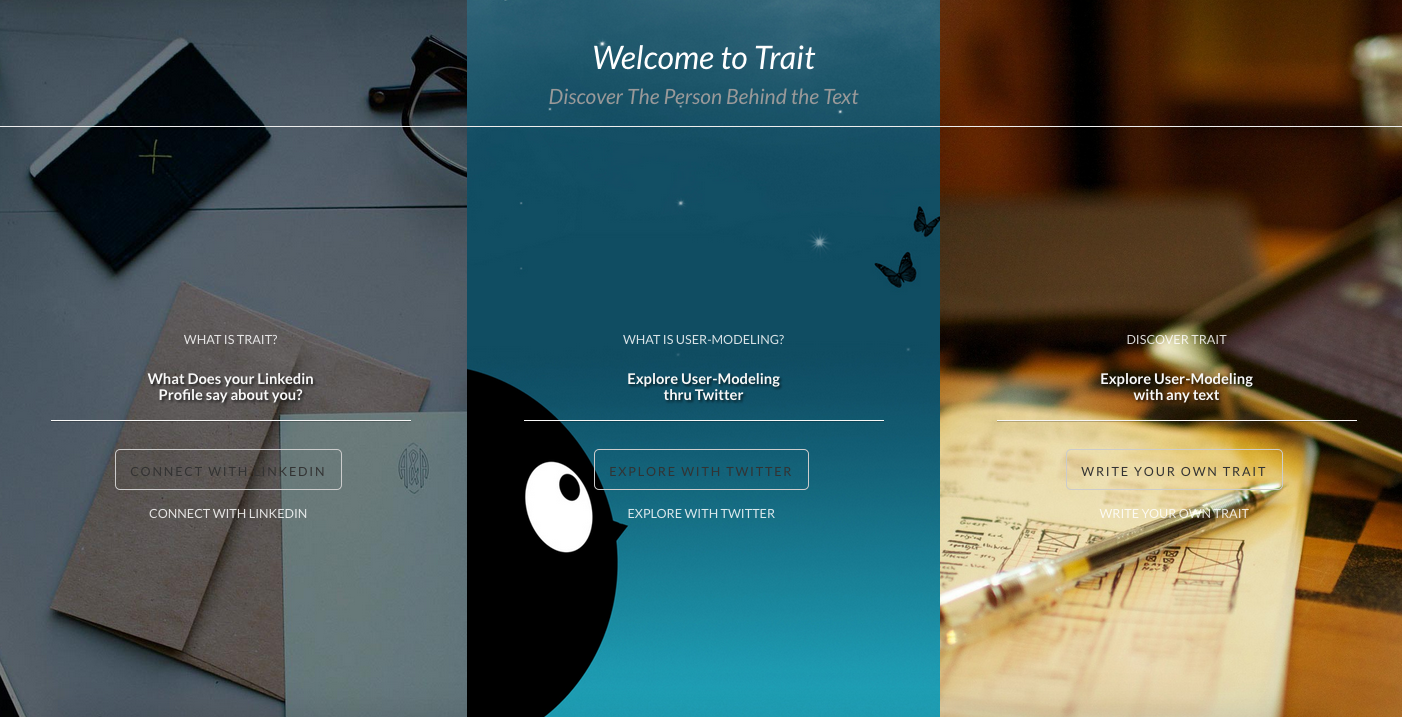 Welcome to Trait
Discover The Person Behind the Text
WHAT IS TRAIT?
What Does your Linkedin
Profile say about you?
CONNECT WITH LINKEDIN
CONNECT WITH LINKEDIN
WHAT IS USER-MODELING?
Explore User-Modeling
thru Twitter
EXPLORE WITH TWITTER
EXPLORE WITH TWITTER
DISCOVER TRAIT
Explore User-Modeling
with any text
WRITE YOUR OWN TRAIT
WRITE YOUR OWN TRAIT